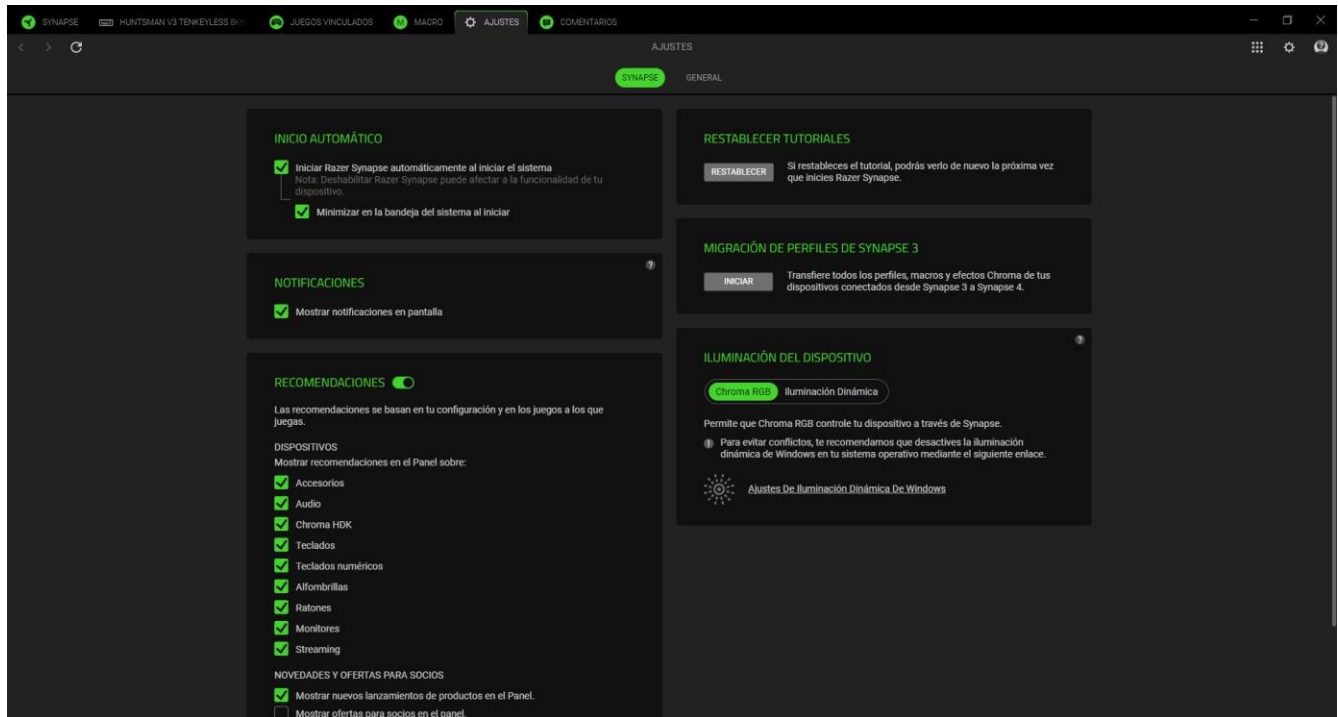 SYNAPSE
HUNTSMAN V3 TENKEYLESS 8KH
JUEGOS VINCULADOS
M MACRO
AJUSTES
COMENTARIOS
AJUSTES
SYNAPSE
GENERAL
INICIO AUTOMÁTICO
Iniciar Razer Synapse automáticamente al iniciar el sistema
Nota: Deshabilitar Razer Synapse puede afectar a la funcionalidad de tu
dispositivo.
Minimizar en la bandeja del sistema al iniciar
NOTIFICACIONES
Mostrar notificaciones en pantalla
RECOMENDACIONES
Las recomendaciones se basan en tu configuración y en los juegos a los que
juegas.
DISPOSITIVOS
Mostrar recomendaciones en el Panel sobre:
Accesorios
Audio
Chroma HDK
Teclados
Teclados numéricos
Alfombrillas
Ratones
Monitores
Streaming
NOVEDADES Y OFERTAS PARA SOCIOS
Mostrar nuevos lanzamientos de productos en el Panel.
Mostrar ofertas para socios en el panel.
RESTABLECER TUTORIALES
RESTABLECER
Si restableces el tutorial, podrás verlo de nuevo la próxima vez
que inicies Razer Synapse.
MIGRACIÓN DE PERFILES DE SYNAPSE 3
INICIAR
Transfiere todos los perfiles, macros y efectos Chroma de tus
dispositivos conectados desde Synapse 3 a Synapse 4.
ILUMINACIÓN DEL DISPOSITIVO
Chroma RGB
Iluminación Dinámica
Permite que Chroma RGB controle tu dispositivo a través de Synapse.
Para evitar conflictos, te recomendamos que desactives la iluminación
dinámica de Windows en tu sistema operativo mediante el siguiente enlace.
Ajustes De Iluminación Dinámica De Windows